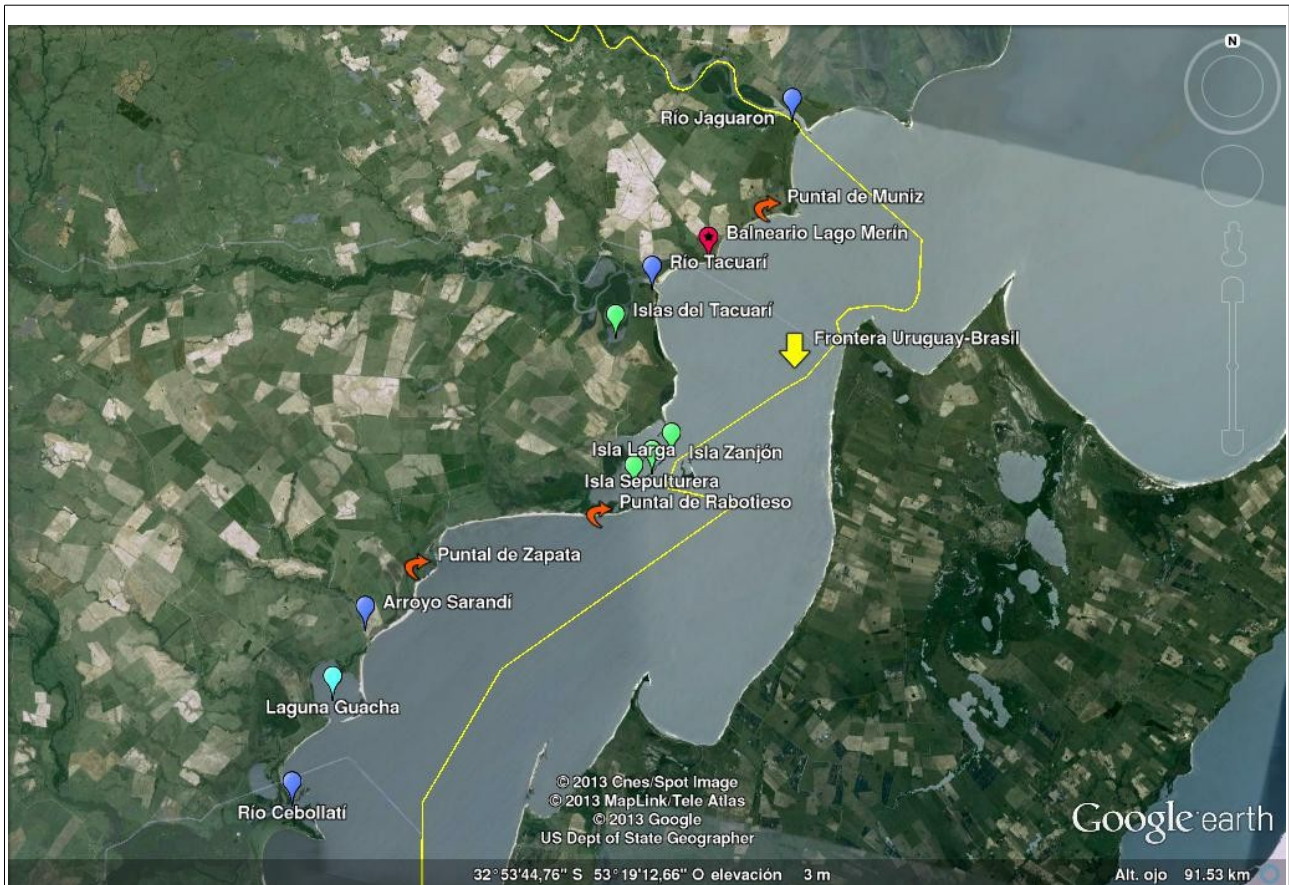 N
Río Jaguaron
Puntal de Muniz
Balneario Lago Merín
Río Tacuarí
Islas del Tacuarí
Frontera Uruguay-Brasil
Isla Larga
Isla Zanjón
Isla Sepulturera
Puntal de Rabotieso
Puntal de Zapata
Arroyo Sarandí
Laguna Guacha
Río Cebollatí
© 2013 Cnes/Spot Image
© 2013 MapLink/Tele Atlas
© 2013 Google
US Dept of State Geographer
Google earth
32°53'44,76" S 53°19'12,66" O elevación 3 m
Alt. ojo 91.53 km